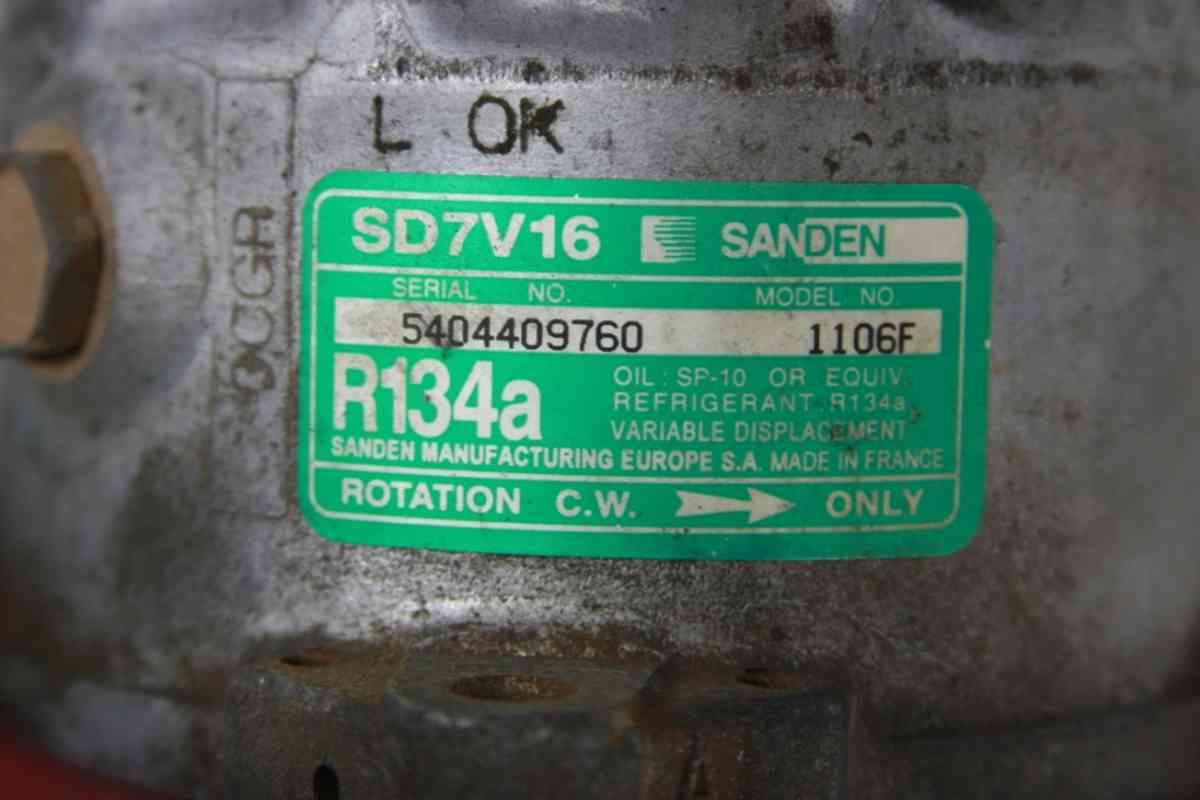 L OK
SD7V16 SANDEN
SERIAL NO. MODEL NO.
5404409760 1106F
R134a
OIL : SP-10 OR EQUIV.
REFRIGERANT : R134a
VARIABLE DISPLACEMENT
SANDEN MANUFACTURING EUROPE S.A. MADE IN FRANCE
ROTATION C.W. ONLY